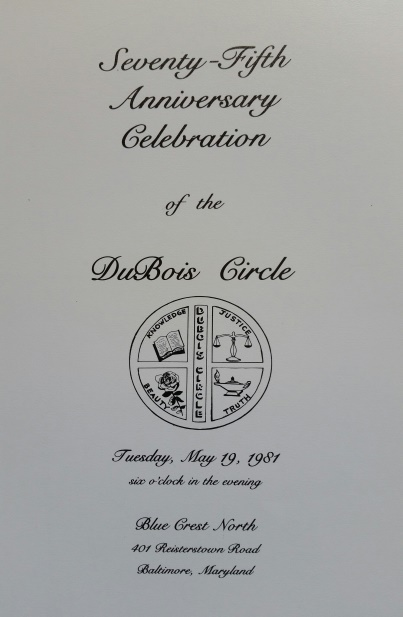 Seventy-Fifth
Anniversary
Celebration
of the
DuBois Circle
KNOWLEDGE
JUSTICE
DUBOIS CIRCLE
BEAUTY
TRUTH
Tuesday, May 19, 1981
six o'clock in the evening
Blue Crest North
401 Reisterstown Road
Baltimore, Maryland